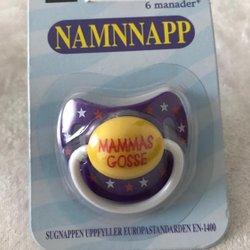 6 månader+
NAMNNAPP
MAMMAS
GOSSE
SUGNAPPEN UPPFYLLER EUROPASTANDARDEN EN-1400